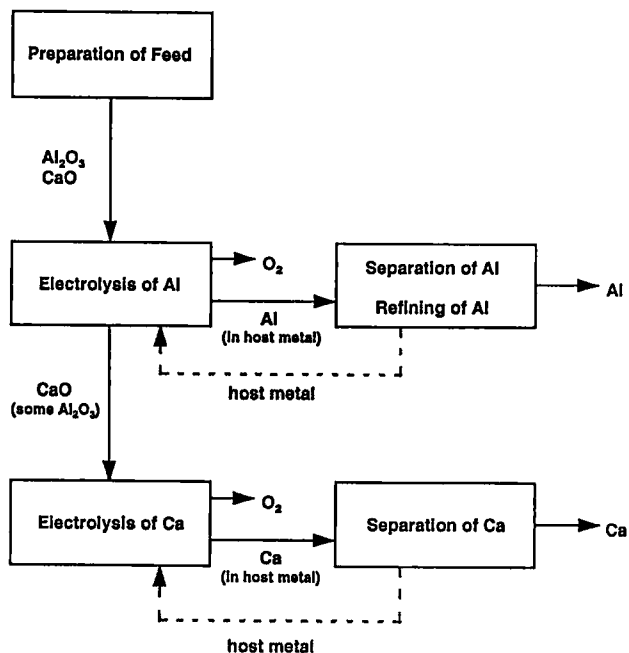 Preparation of Feed
Al₂O₃
CaO
Electrolysis of Al
O₂
Al
(in host metal)
Separation of Al
Refining of Al
Al
host metal
CaO
(some Al₂O₃)
Electrolysis of Ca
O₂
Ca
(in host metal)
Separation of Ca
Ca
host metal